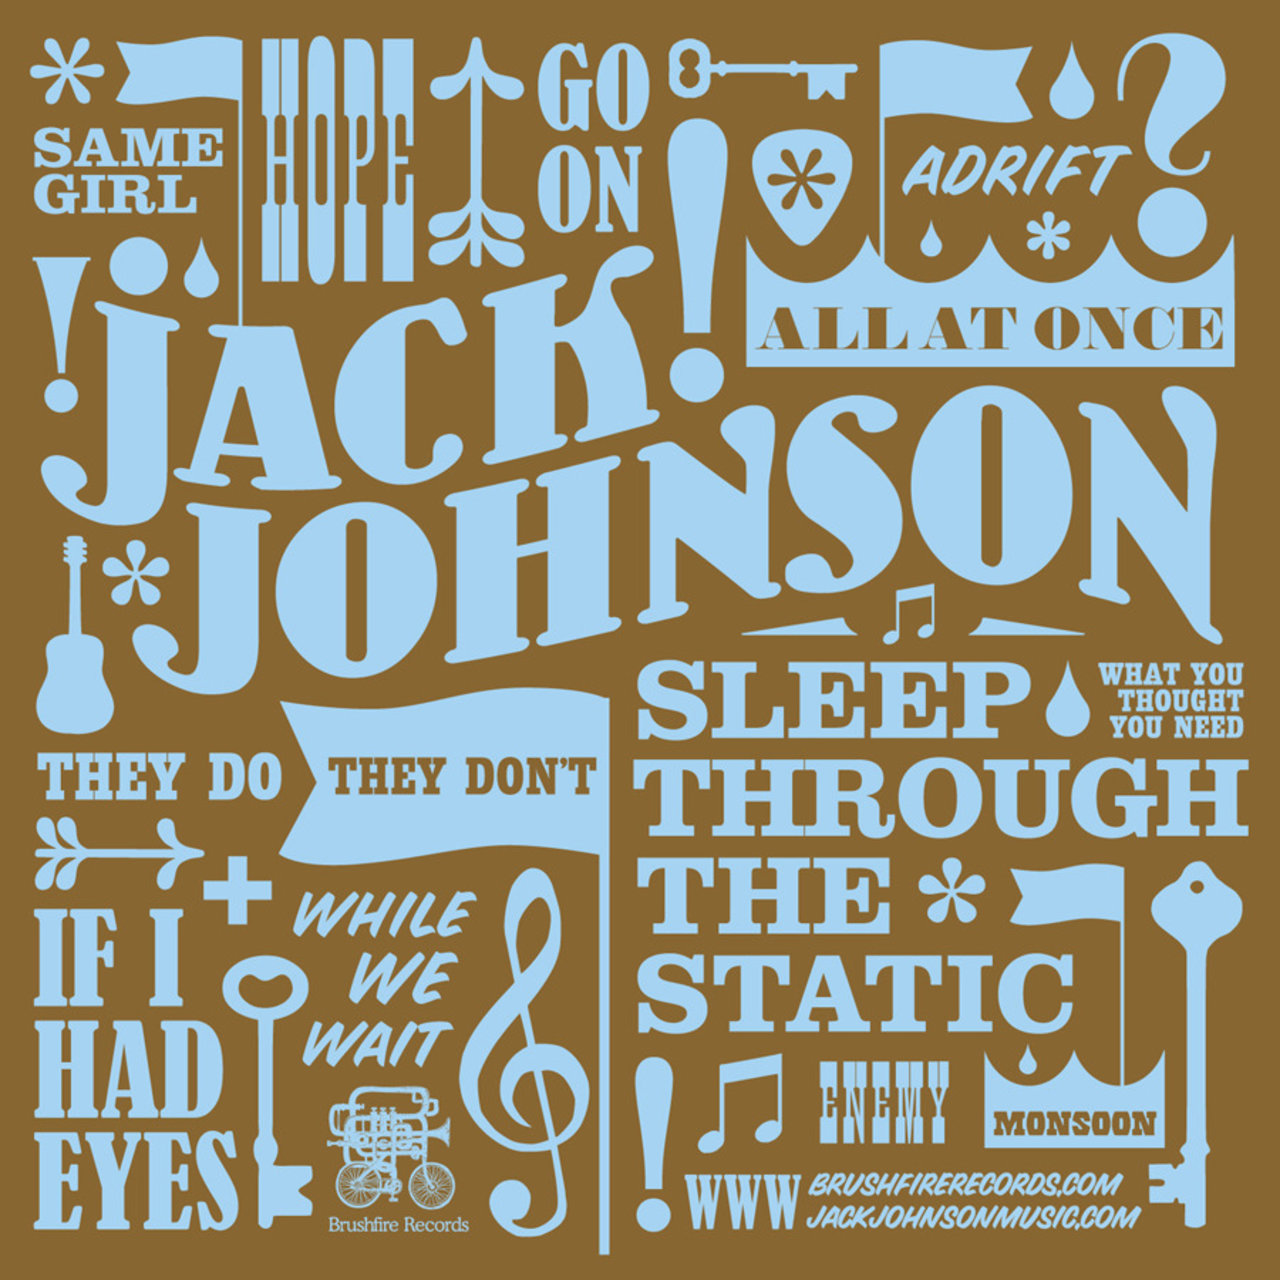 SAME
GIRL
HOPE
GO
ON
ADRIFT
?
!
ALL AT ONCE
!
JACK
JOHNSON
SLEEP
THROUGH
THE
STATIC
WHAT YOU
THOUGHT
YOU NEED
THEY DO
THEY DON'T
+
IF I
HAD
EYES
WHILE
WE
WAIT
Brushfire Records
!
ENEMY
MONSOON
WWW
BRUSHFIRERECORDS.COM
JACKJOHNSONMUSIC.COM